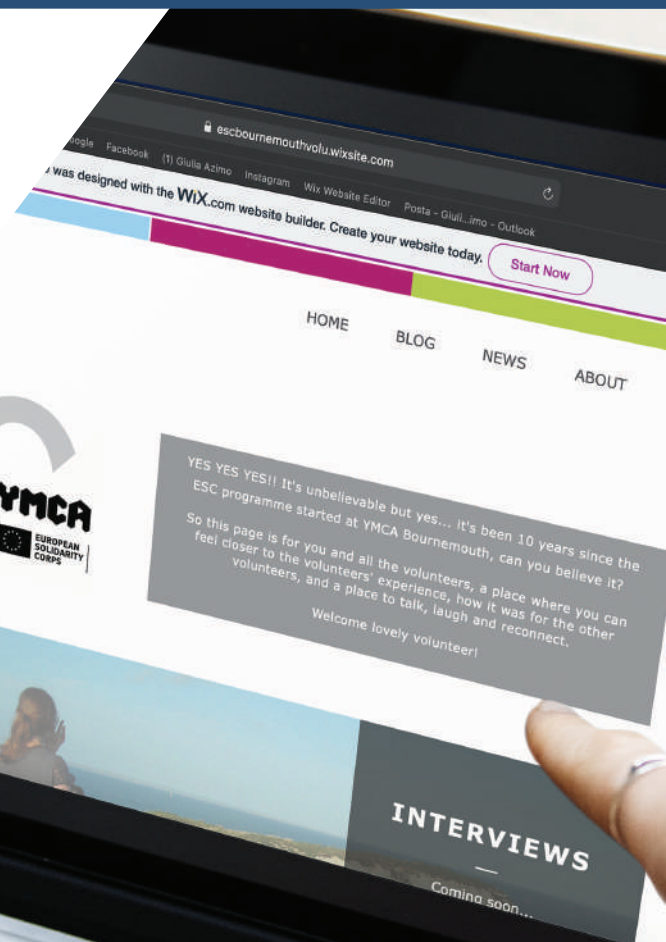 escbournemouthvolu.wixsite.com
Facebook (1) Giulia Azimo Instagram Wix Website Editor Posta - Giuli...imo - Outlook
was designed with the WiX.com website builder. Create your website today. Start Now
HOME BLOG NEWS ABOUT
YMCA
EUROPEAN
SOLIDARITY
CORPS
YES YES YES!! It's unbelievable but yes... it's been 10 years since the
ESC programme started at YMCA Bournemouth, can you believe it?
So this page is for you and all the volunteers, a place where you can
feel closer to the volunteers' experience, how it was for the other
volunteers, and a place to talk, laugh and reconnect.
Welcome lovely volunteer!
INTERVIEWS
Coming soon...